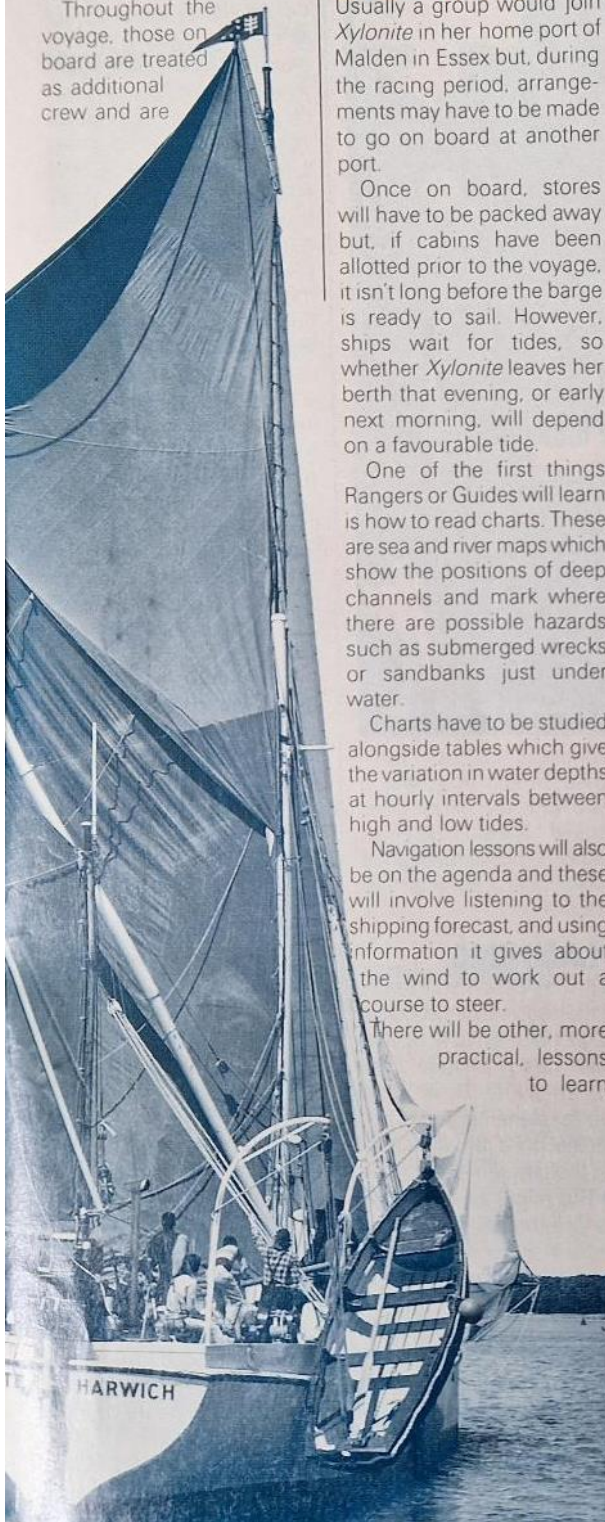 Throughout the
voyage, those on
board are treated
as additional
crew and are
Usually a group would join
Xylonite in her home port of
Malden in Essex but, during
the racing period, arrange-
ments may have to be made
to go on board at another
port.
Once on board, stores
will have to be packed away
but, if cabins have been
allotted prior to the voyage,
it isn't long before the barge
is ready to sail. However,
ships wait for tides, so
whether Xylonite leaves her
berth that evening, or early
next morning, will depend
on a favourable tide.
One of the first things
Rangers or Guides will learn
is how to read charts. These
are sea and river maps which
show the positions of deep
channels and mark where
there are possible hazards
such as submerged wrecks
or sandbanks just under
water.
Charts have to be studied
alongside tables which give
the variation in water depths
at hourly intervals between
high and low tides.
Navigation lessons will also
be on the agenda and these
will involve listening to the
shipping forecast, and using
information it gives about
the wind to work out a
course to steer.
There will be other, more
practical, lessons
to learn
HARWICH